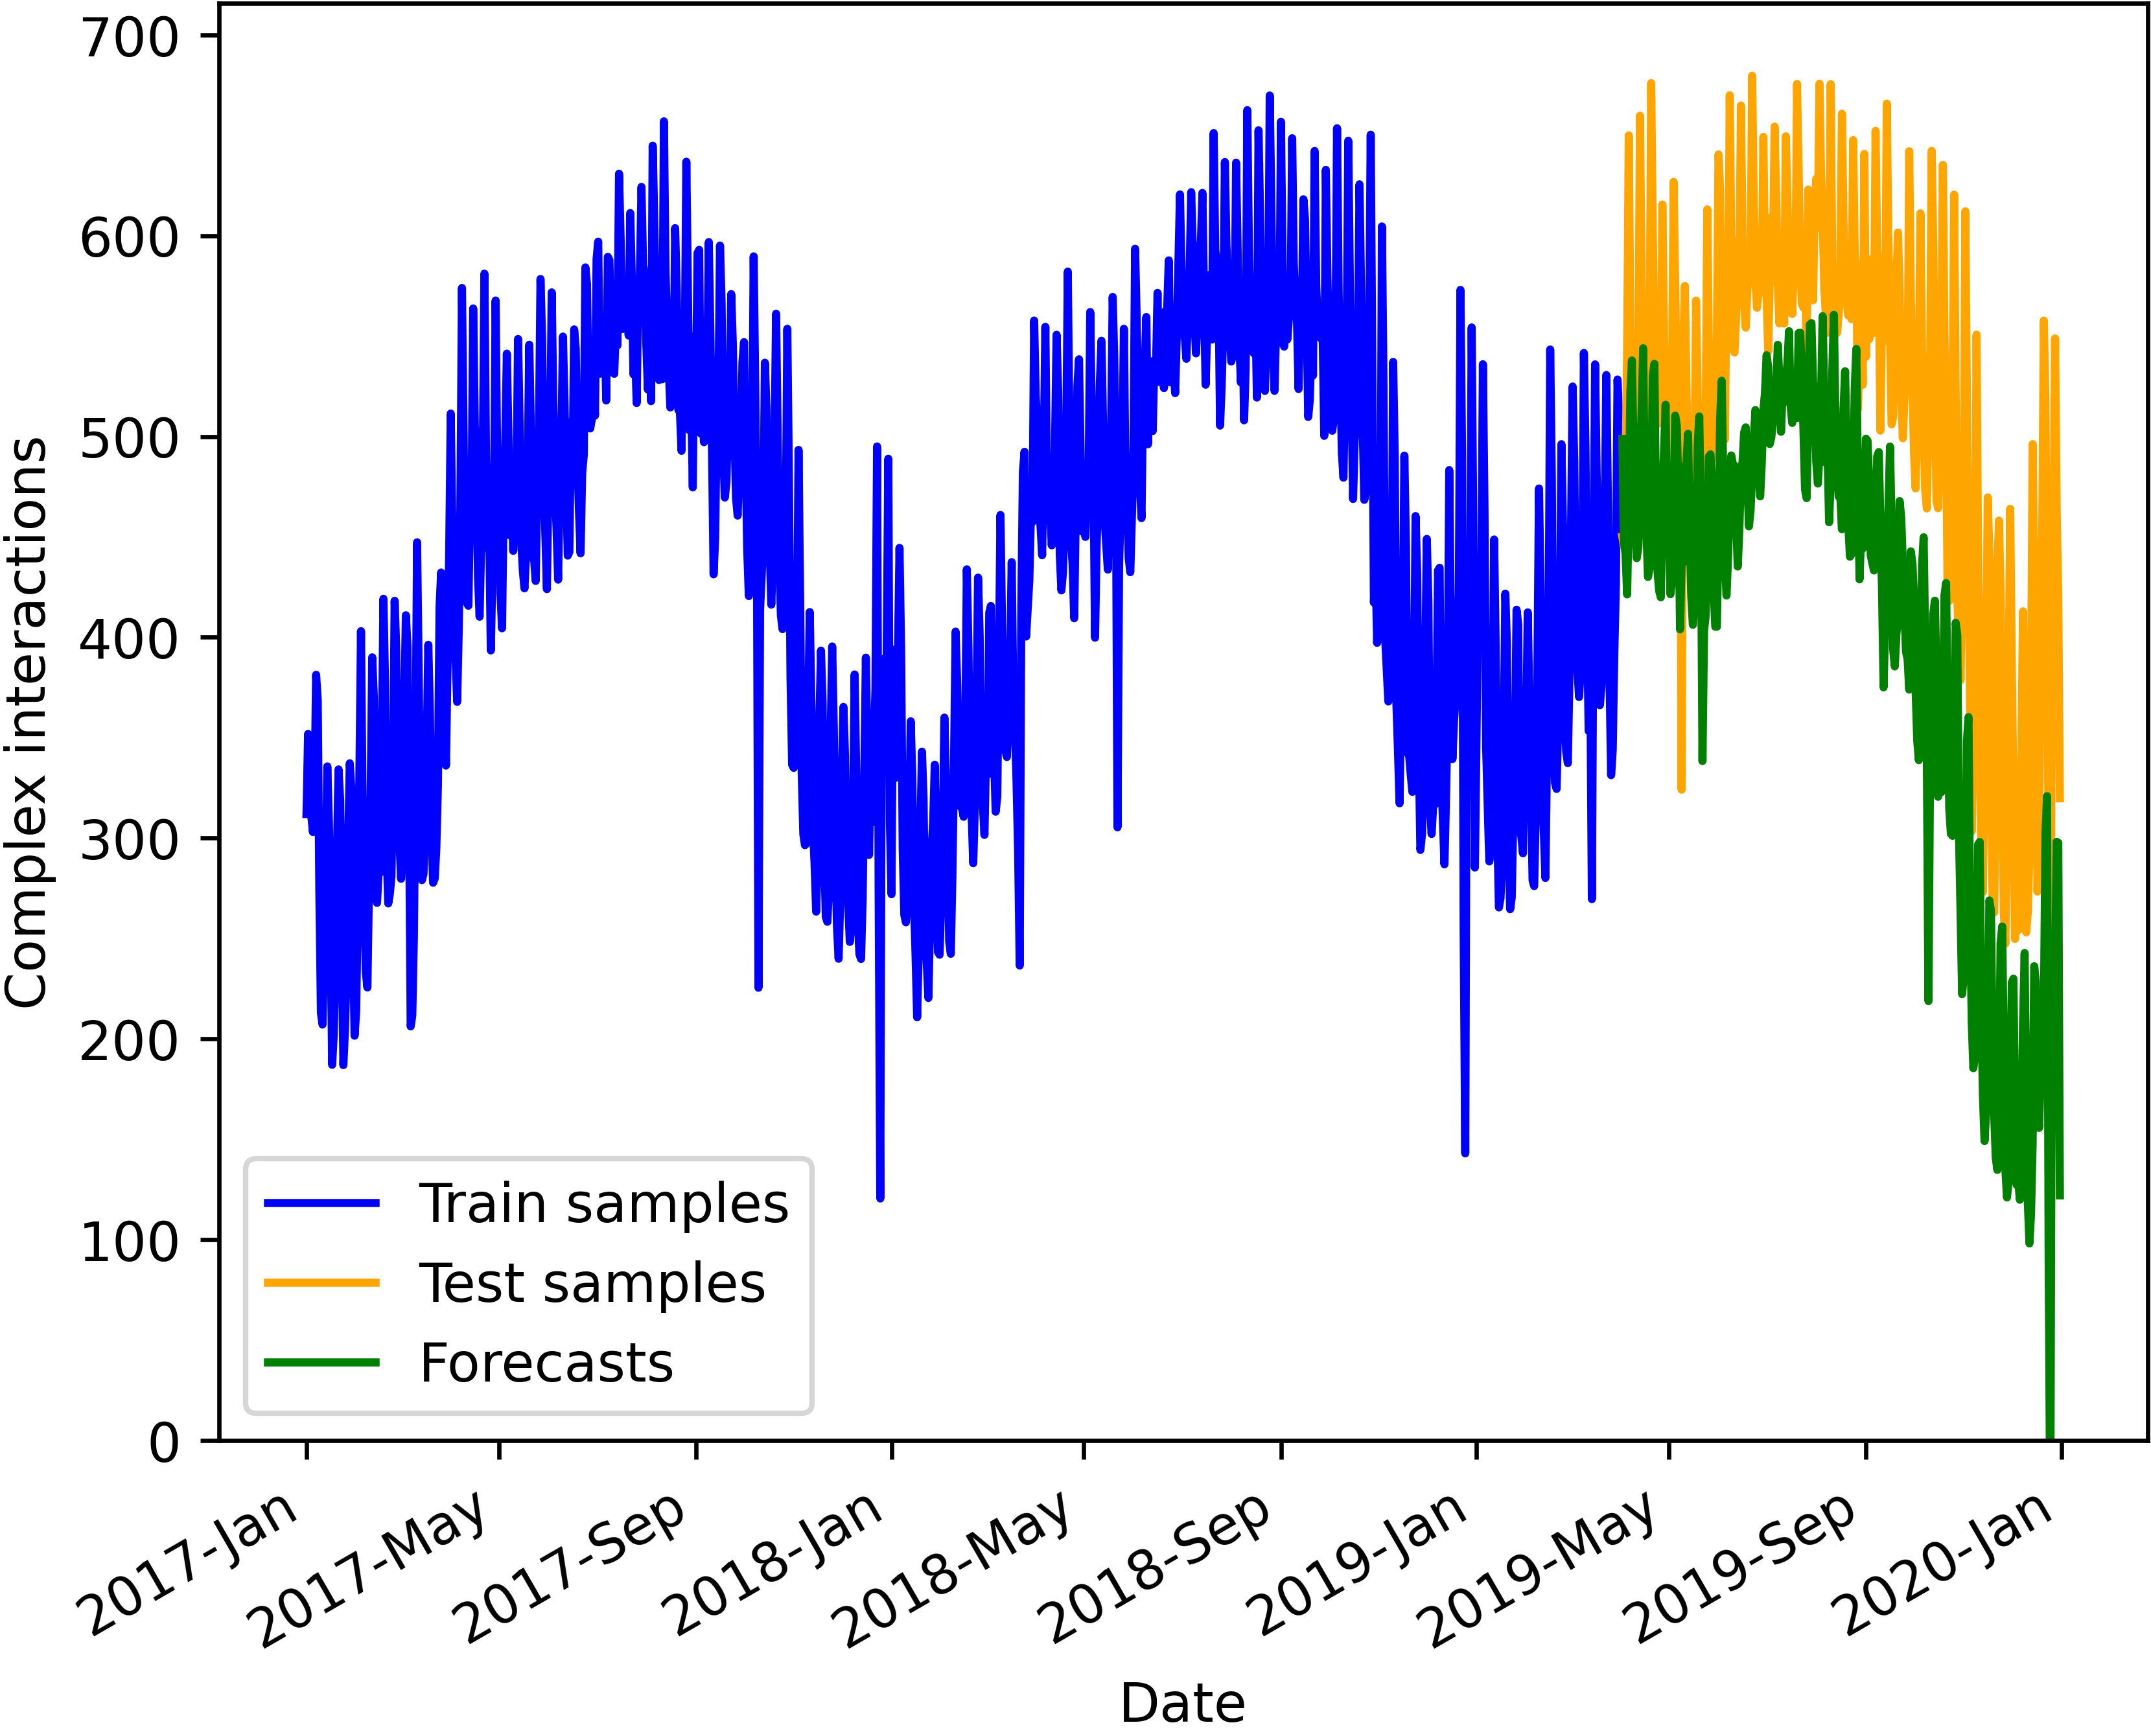 700
600
500
400
300
200
100
0
Complex interactions
Train samples
Test samples
Forecasts
2017-Jan
2017-May
2017-Sep
2018-Jan
2018-May
2018-Sep
2019-Jan
2019-May
2019-Sep
2020-Jan
Date